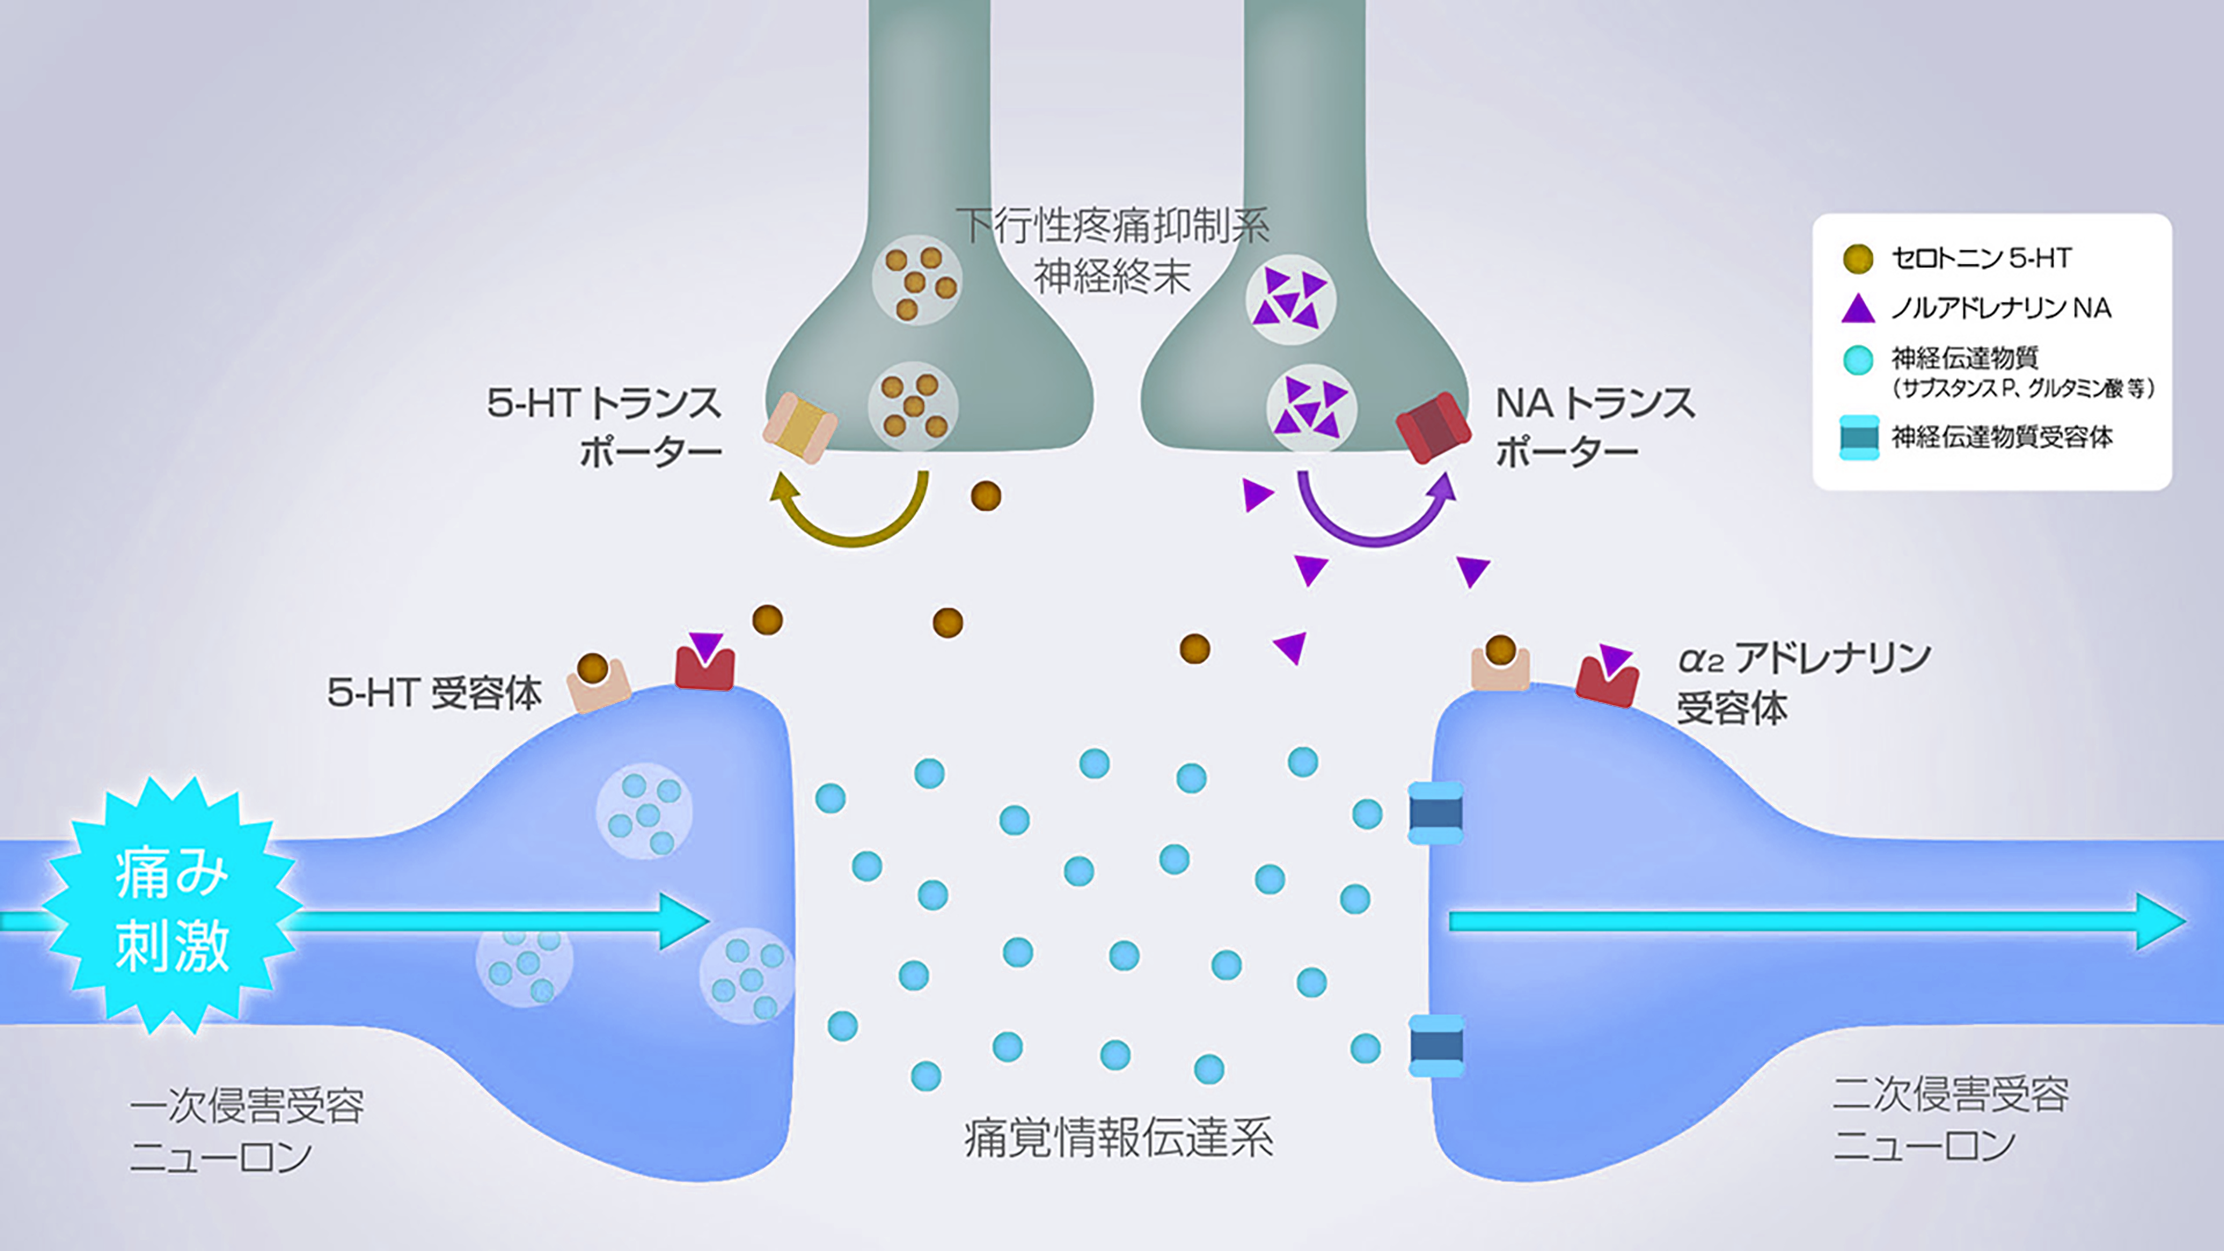 下行性疼痛抑制系
神経終末
セロトニン 5-HT
ノルアドレナリン NA
神経伝達物質
(サブスタンスP、グルタミン酸 等)
神経伝達物質受容体
5-HT トランス
ポーター
NA トランス
ポーター
5-HT 受容体
α2 アドレナリン
受容体
痛み
刺激
一次侵害受容
ニューロン
痛覚情報伝達系
二次侵害受容
ニューロン